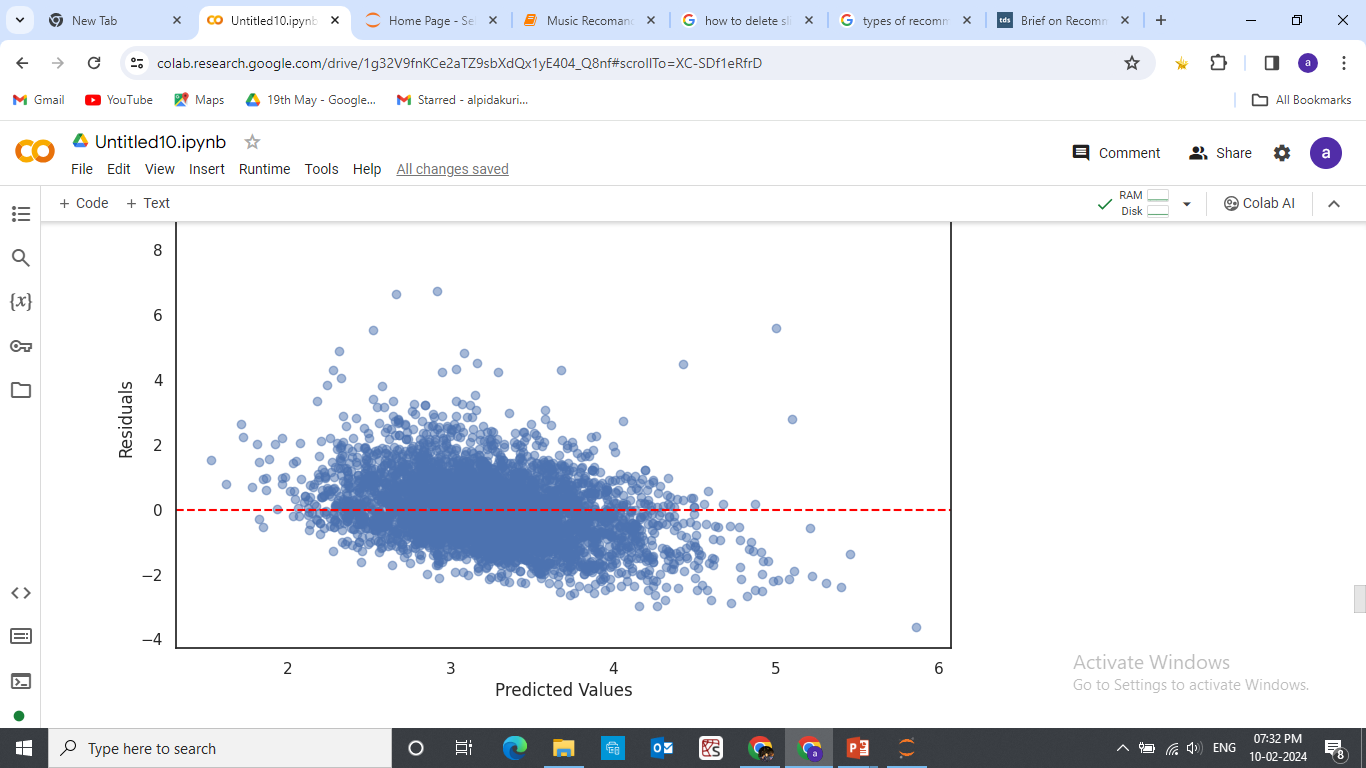 New Tab
Untitled10.ipynb
Home Page - Se
Music Recoman
how to delete sli
types of recomm
Brief on Recomm
colab.research.google.com/drive/1g32V9fnKCe2aTZ9sbXdQx1yE404_Q8nf#scrollTo=XC-SDf1eRfrD
a
Gmail
YouTube
Maps
19th May - Google...
Starred - alpidakuri...
All Bookmarks
Untitled10.ipynb
File Edit View Insert Runtime Tools Help All changes saved
Comment
Share
a
+ Code + Text
RAM
Disk
Colab AI
{x}
8
6
4
2
0
−2
−4
Residuals
2 3 4 5 6
Predicted Values
Activate Windows
Go to Settings to activate Windows.
Type here to search
ENG
07:32 PM
10-02-2024
8